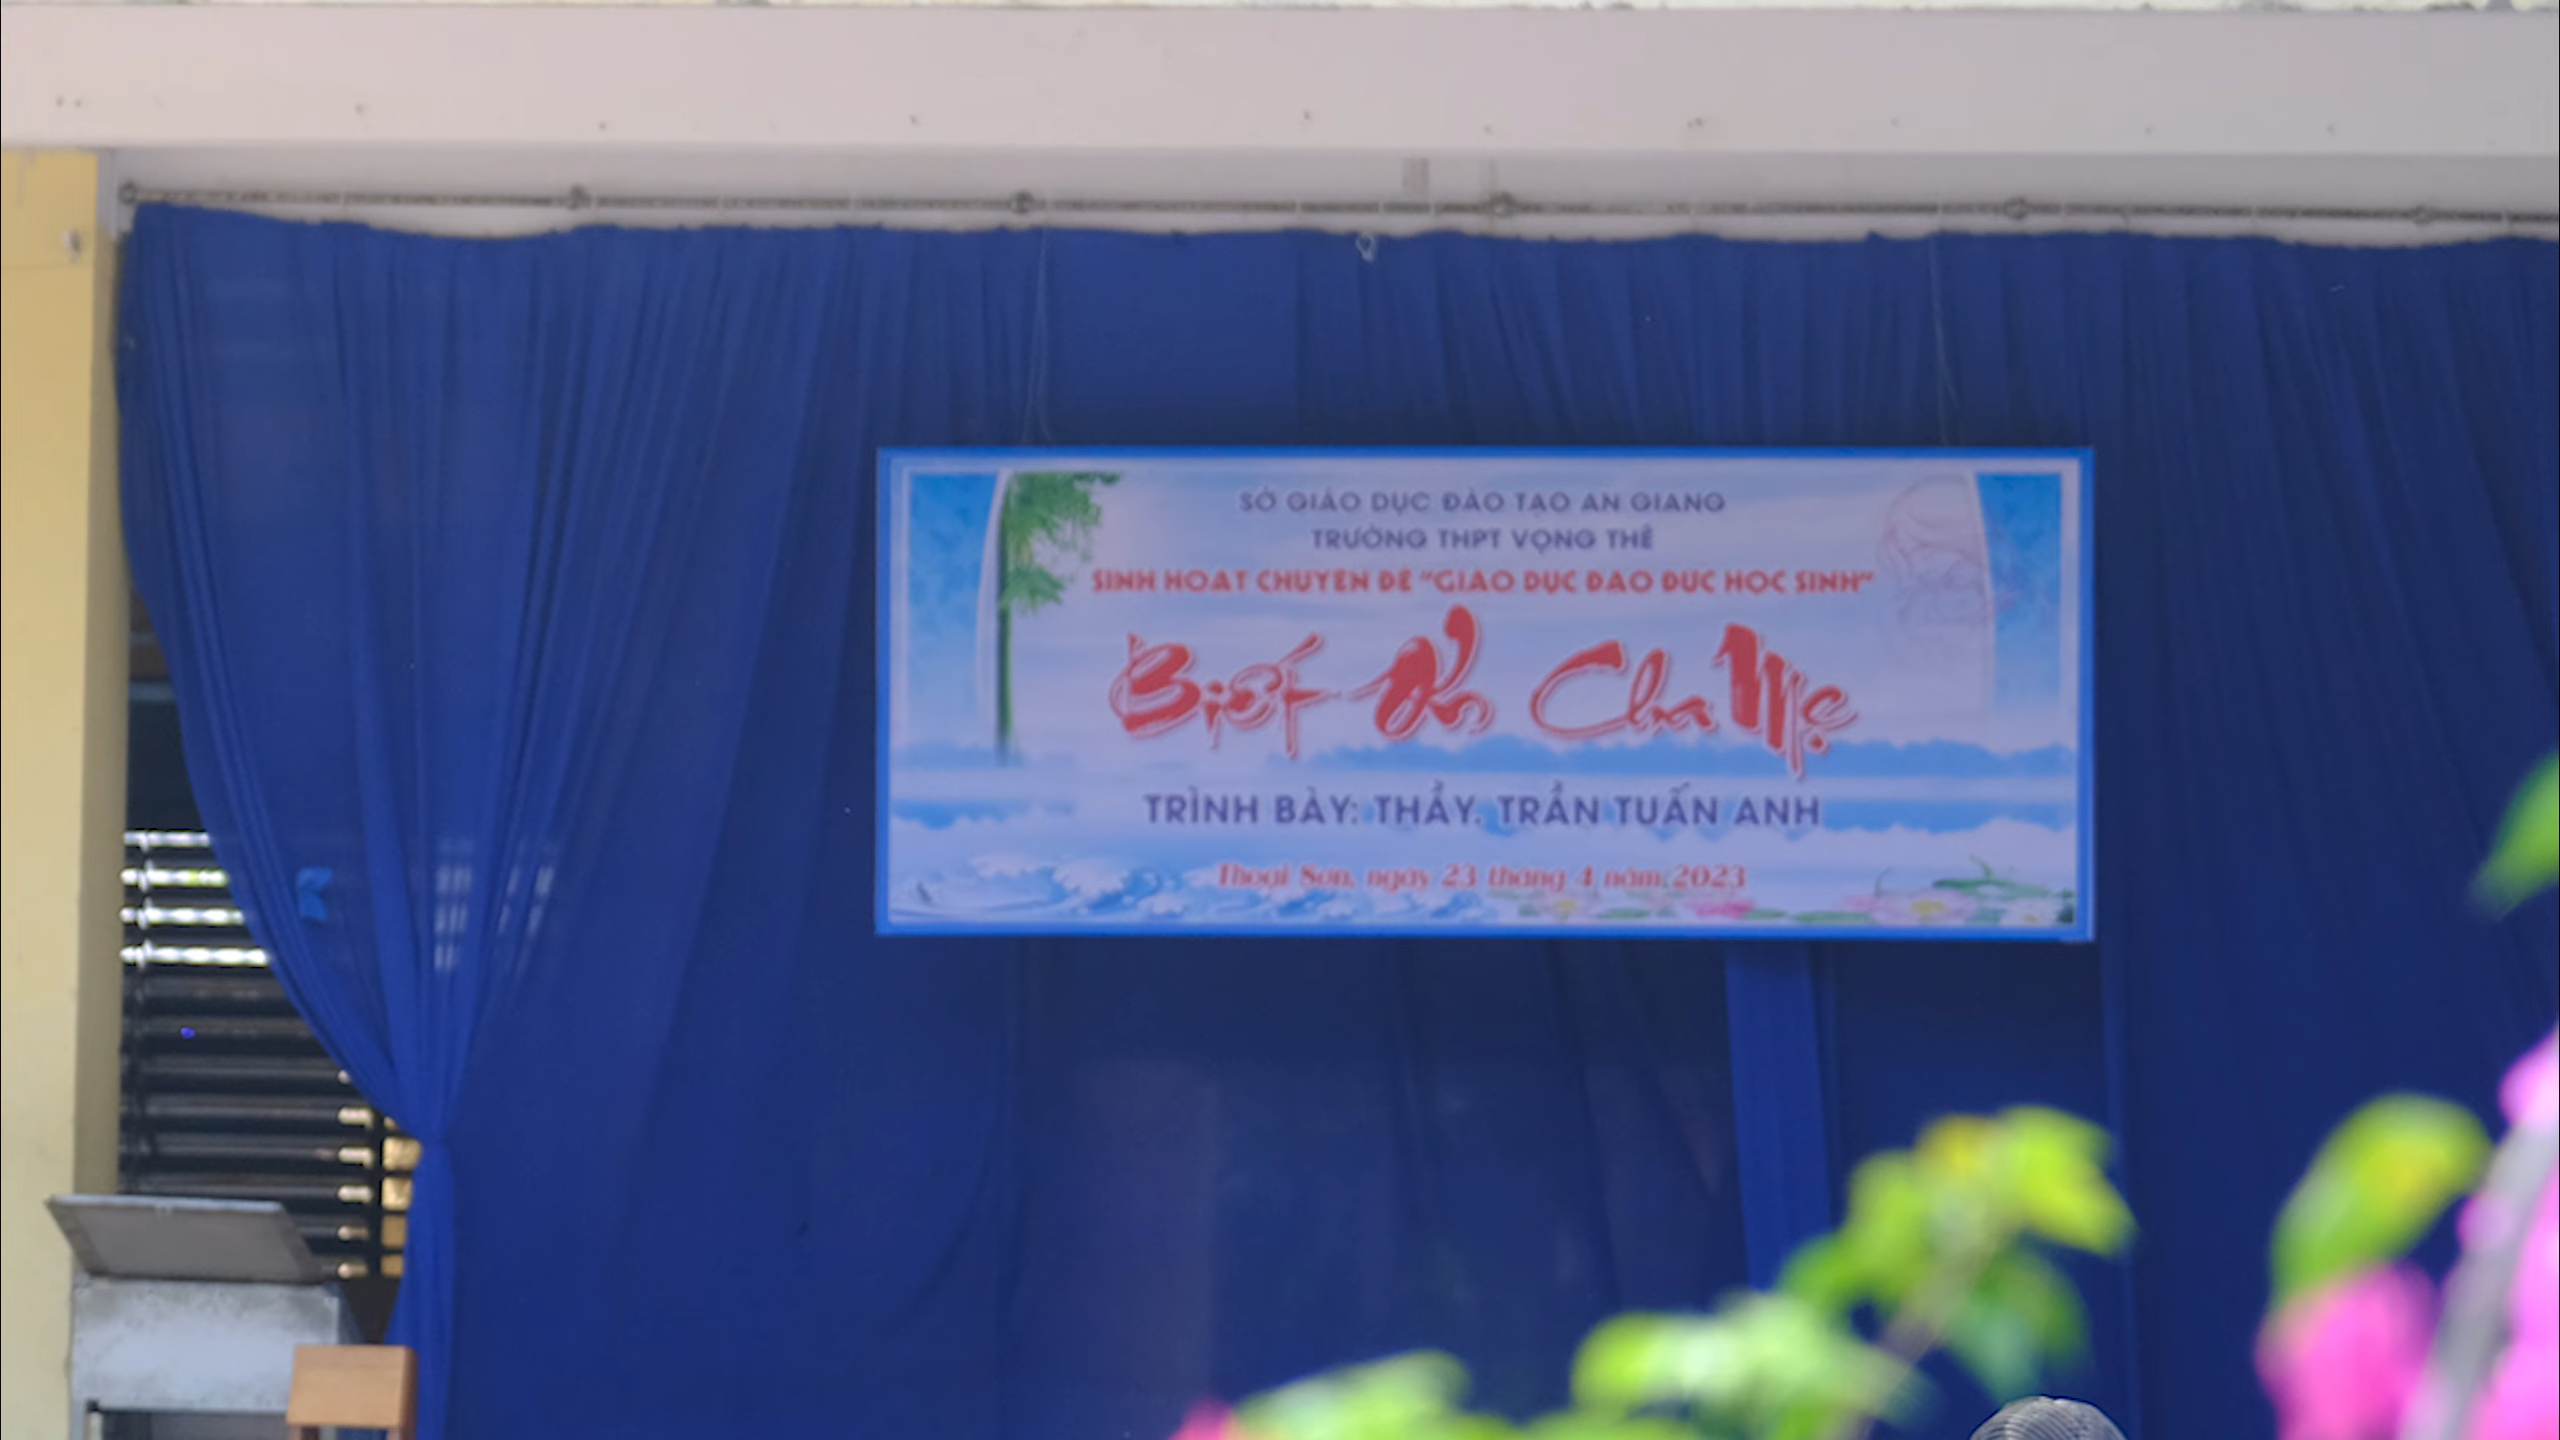 SỞ GIÁO DỤC ĐÀO TẠO AN GIANG
TRƯỜNG THPT VỌNG THÊ
SINH HOẠT CHUYÊN ĐỀ "GIÁO DỤC ĐẠO ĐỨC HỌC SINH"
Biết Ơn Cha Mẹ
TRÌNH BÀY: THẦY. TRẦN TUẤN ANH
Thoại Sơn, ngày 23 tháng 4 năm 2023